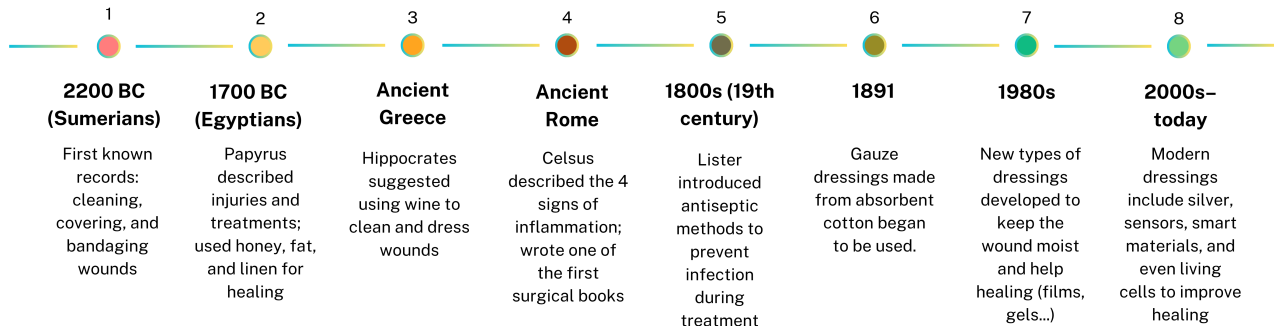 1
2200 BC
(Sumerians)
First known
records:
cleaning,
covering, and
bandaging
wounds
2
1700 BC
(Egyptians)
Papyrus
described
injuries and
treatments;
used honey, fat,
and linen for
healing
3
Ancient
Greece
Hippocrates
suggested
using wine to
clean and dress
wounds
4
Ancient
Rome
Celsus
described the 4
signs of
inflammation;
wrote one of
the first
surgical books
5
1800s (19th
century)
Lister
introduced
antiseptic
methods to
prevent
infection
during
treatment
6
1891
Gauze
dressings made
from absorbent
cotton began
to be used.
7
1980s
New types of
dressings
developed to
keep the
wound moist
and help
healing (films,
gels...)
8
2000s–
today
Modern
dressings
include silver,
sensors, smart
materials, and
even living
cells to improve
healing